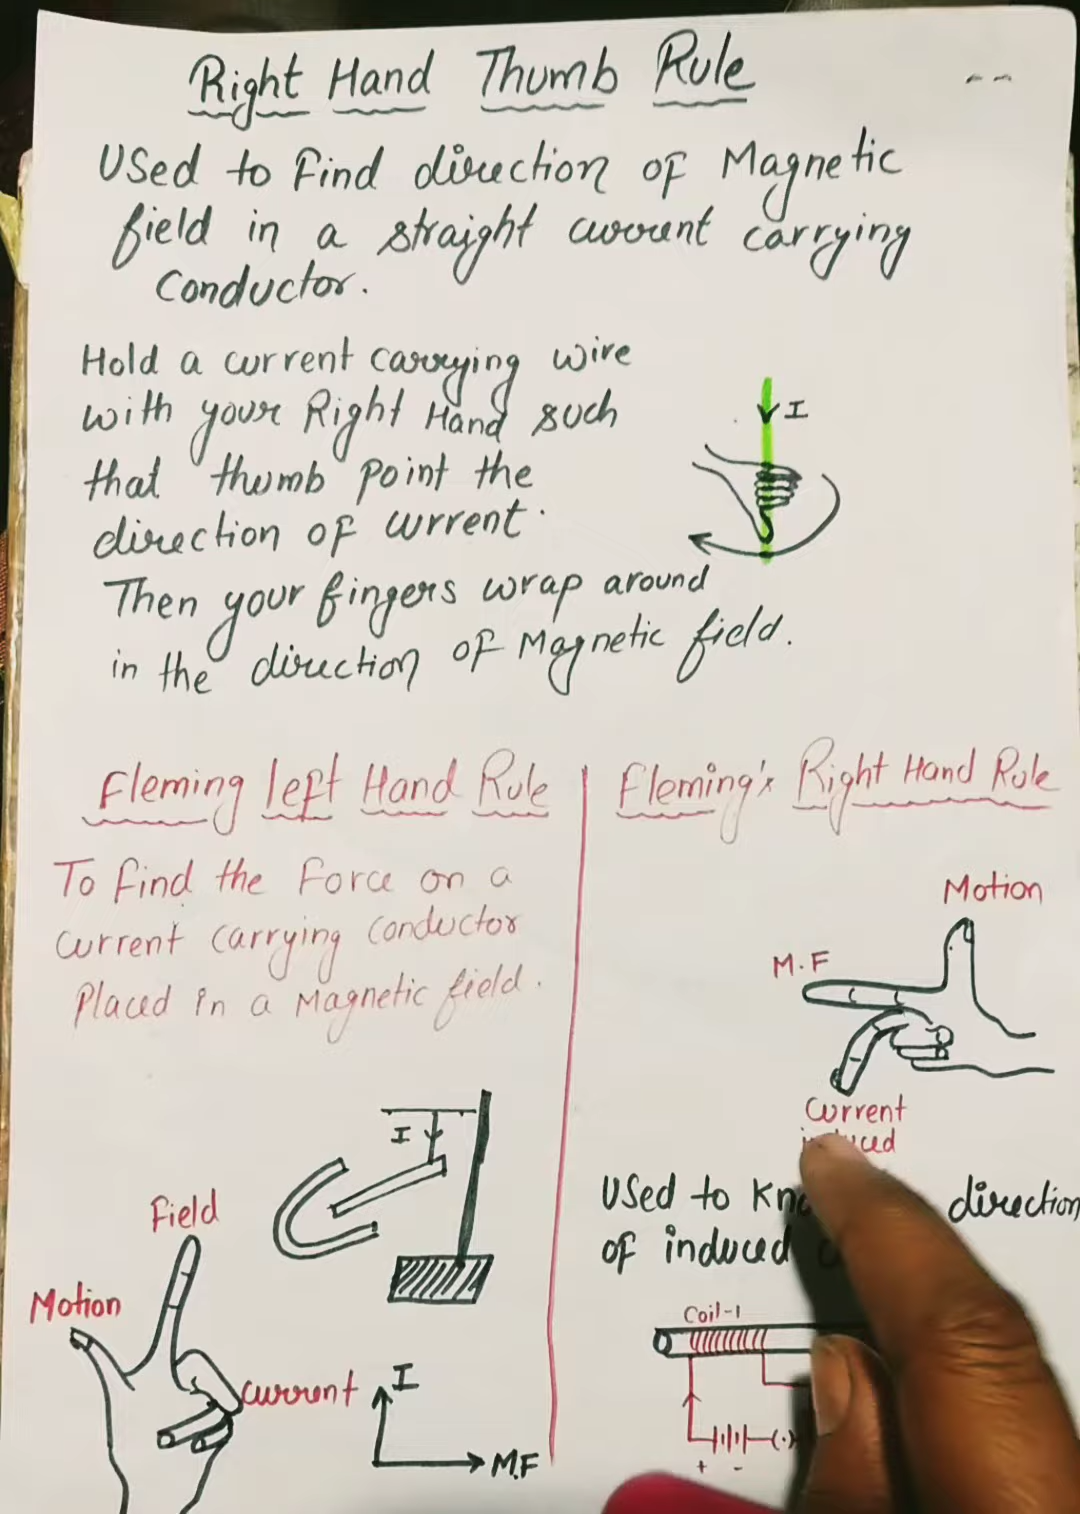 Right Hand Thumb Rule
Used to Find direction of Magnetic
field in a straight current carrying
Conductor.
Hold a current carrying wire
with your Right Hand such
that thumb point the
direction of current.
Then your fingers wrap around
in the direction of Magnetic field.
I
Fleming left Hand Rule
To find the Force on a
current carrying conductor
Placed in a Magnetic field.
I
Field
Motion
current
I
M.F
Fleming's Right Hand Rule
Motion
M.F
Current
Used to direction
of induced
Coil-1
+ -